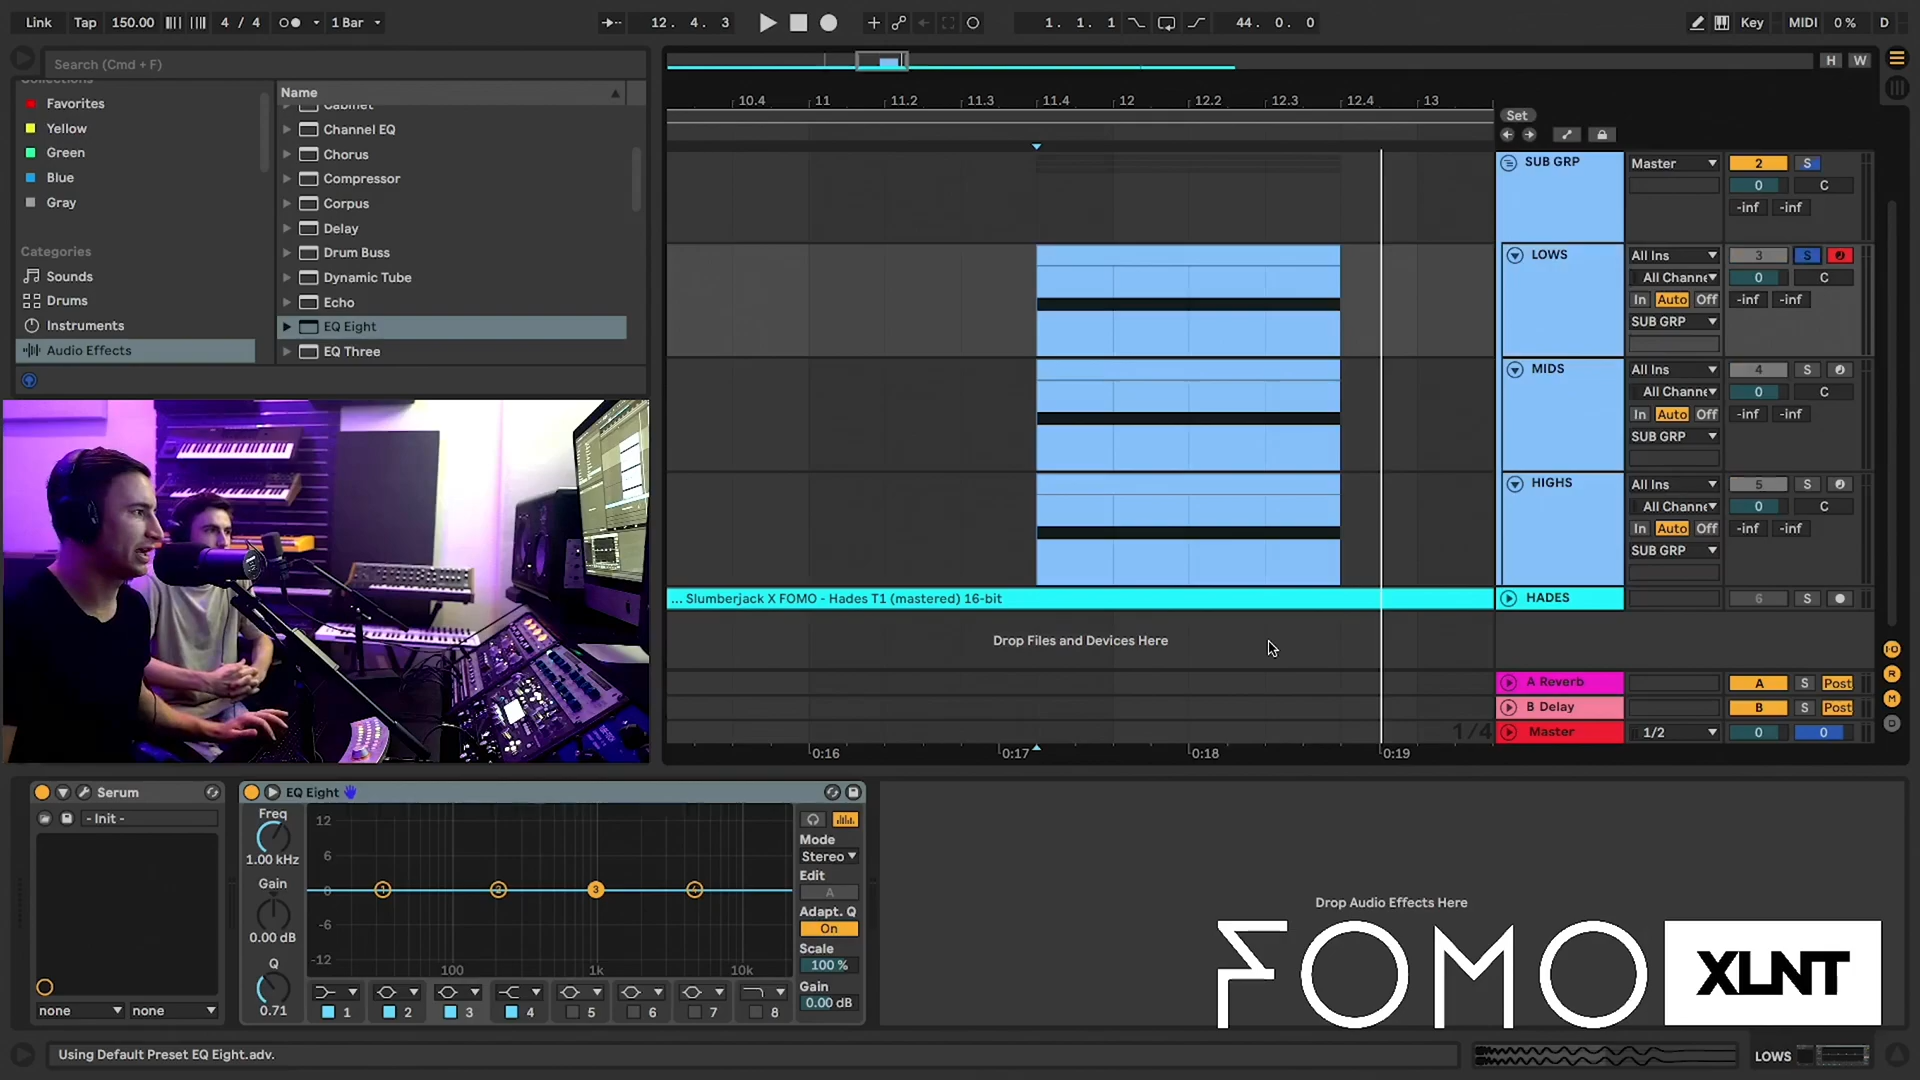 Link Tap 150.00 4 / 4 1 Bar 12. 4. 3 1. 1. 1 44. 0. 0 Key MIDI 0 % D
Search (Cmd + F)
H W
Collections
Favorites
Yellow
Green
Blue
Gray
Categories
Sounds
Drums
Instruments
Audio Effects
Name
Cabinet
Channel EQ
Chorus
Compressor
Corpus
Delay
Drum Buss
Dynamic Tube
Echo
EQ Eight
EQ Three
10.4 11 11.2 11.3 11.4 12 12.2 12.3 12.4 13
Set
SUB GRP Master 2 S
0 C
-inf -inf
LOWS All Ins 3 S
All Channe 0 C
In Auto Off -inf -inf
SUB GRP
MIDS All Ins 4 S
All Channe 0 C
In Auto Off -inf -inf
SUB GRP
HIGHS All Ins 5 S
All Channe 0 C
In Auto Off -inf -inf
SUB GRP
... Slumberjack X FOMO - Hades T1 (mastered) 16-bit HADES 6 S
Drop Files and Devices Here
A Reverb A S Post
B Delay B S Post
1/4 Master 1/2 0 0
0:16 0:17 0:18 0:19
IO
R
M
D
Serum
- Init -
none none
EQ Eight
Freq
1.00 kHz
Gain
0.00 dB
Q
0.71
12
6
0
-6
-12
1 2 3 4
100 1k 10k
1 2 3 4 5 6 7 8
Mode
Stereo
Edit
A
Adapt. Q
On
Scale
100 %
Gain
0.00 dB
Drop Audio Effects Here
FOMO XLNT
Using Default Preset EQ Eight.adv.
LOWS